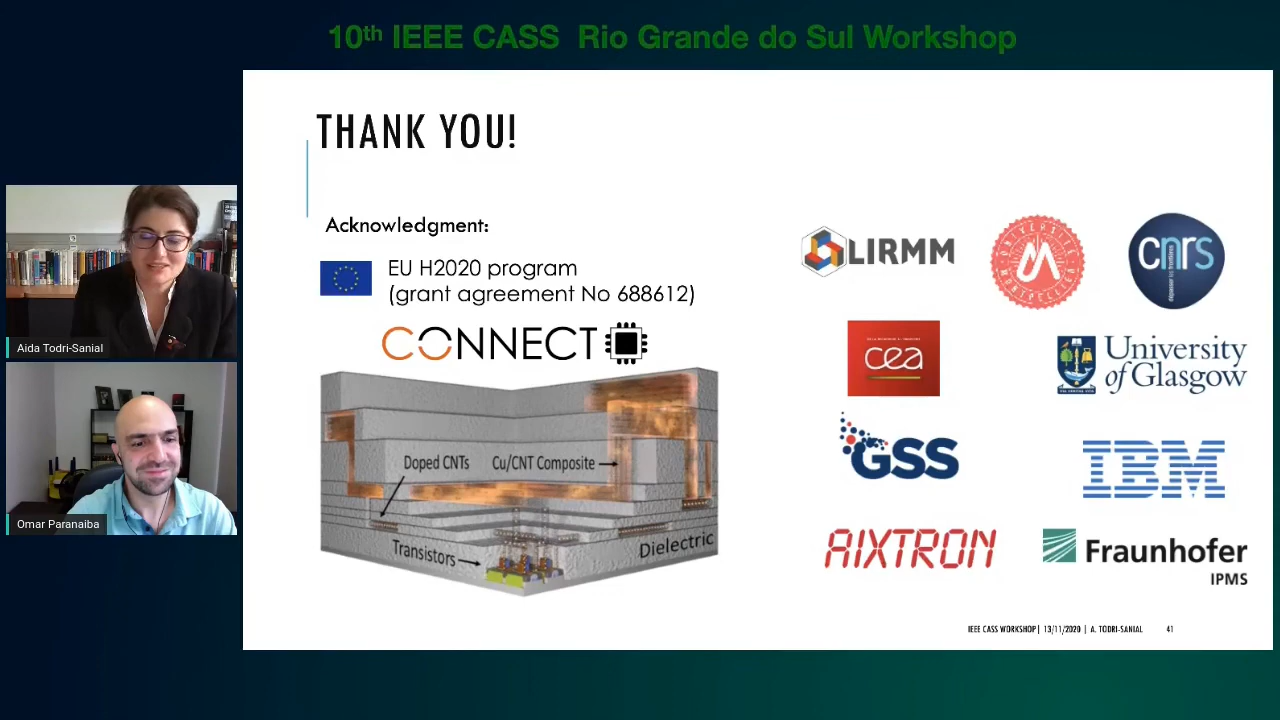 10th IEEE CASS Rio Grande do Sul Workshop
THANK YOU!
Acknowledgment:
EU H2020 program
(grant agreement No 688612)
CONNECT
Doped CNTs
Cu/CNT Composite
Transistors
Dielectric
LIRMM
UNIVERSITÉ
MONTPELLIER
cnrs
cea
University
of Glasgow
GSS
IBM
AIXTRON
Fraunhofer
IPMS
IEEE CASS WORKSHOP| 13/11/2020 | A. TODRI-SANIAL
41
Aida Todri-Sanial
Omar Paranaiba